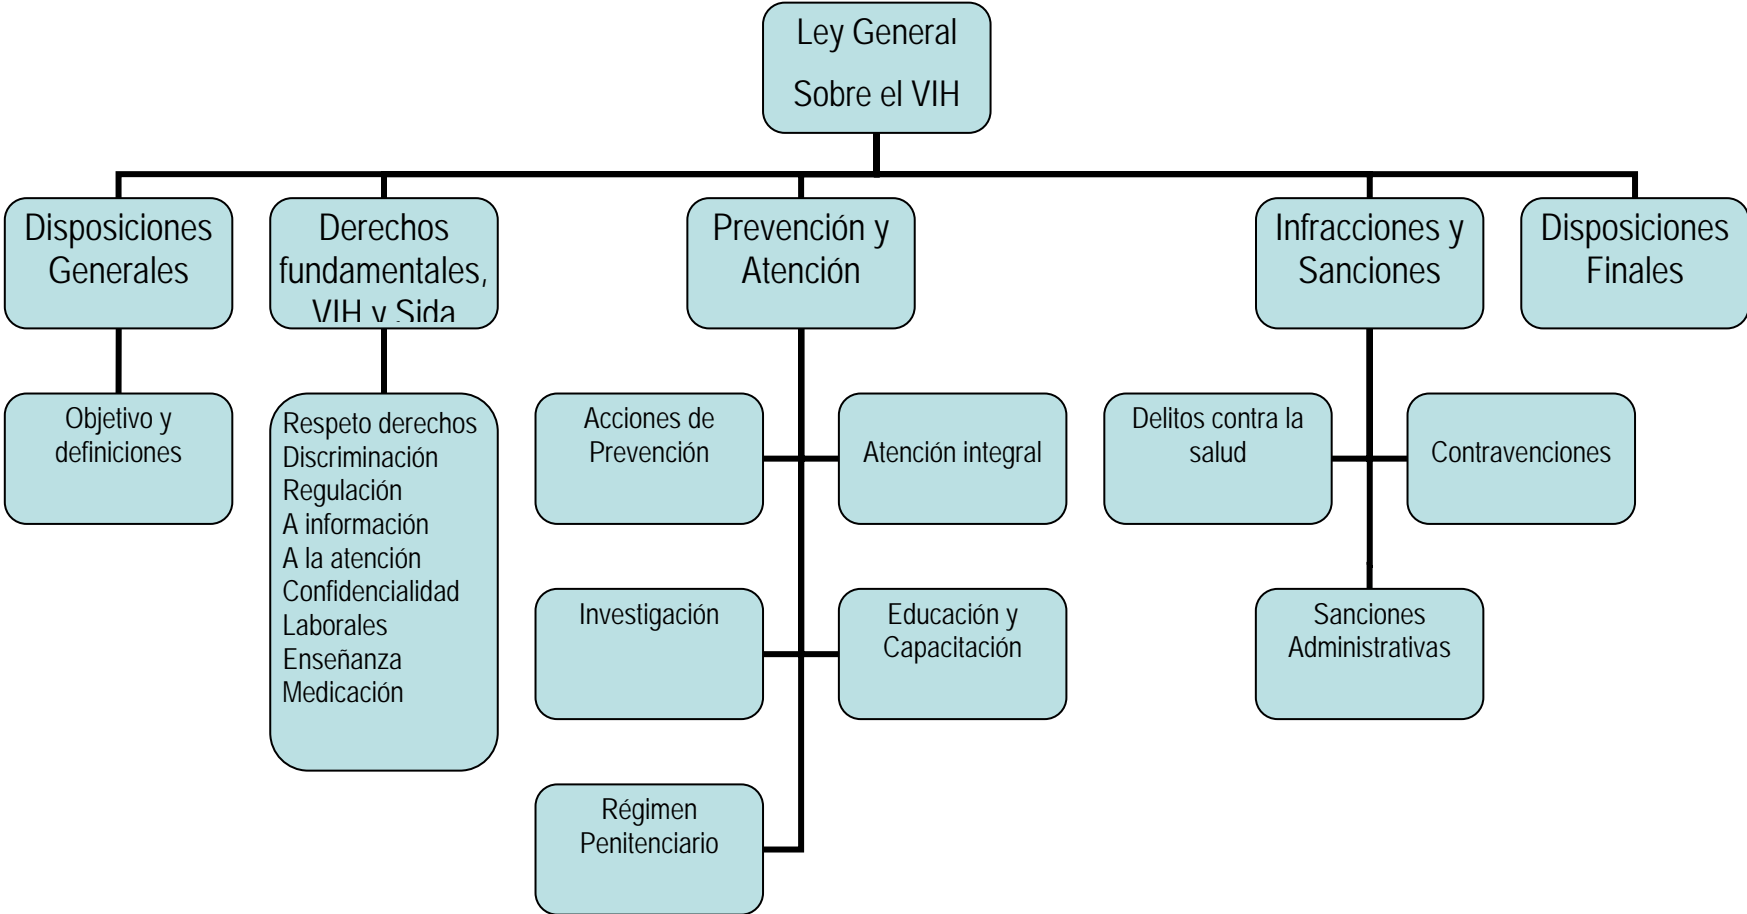 Ley General
Sobre el VIH
Disposiciones
Generales
Derechos
fundamentales,
VIH y Sida
Prevención y
Atención
Infracciones y
Sanciones
Disposiciones
Finales
Objetivo y
definiciones
Respeto derechos
Discriminación
Regulación
A información
A la atención
Confidencialidad
Laborales
Enseñanza
Medicación
Acciones de
Prevención
Atención integral
Investigación
Educación y
Capacitación
Régimen
Penitenciario
Delitos contra la
salud
Contravenciones
Sanciones
Administrativas